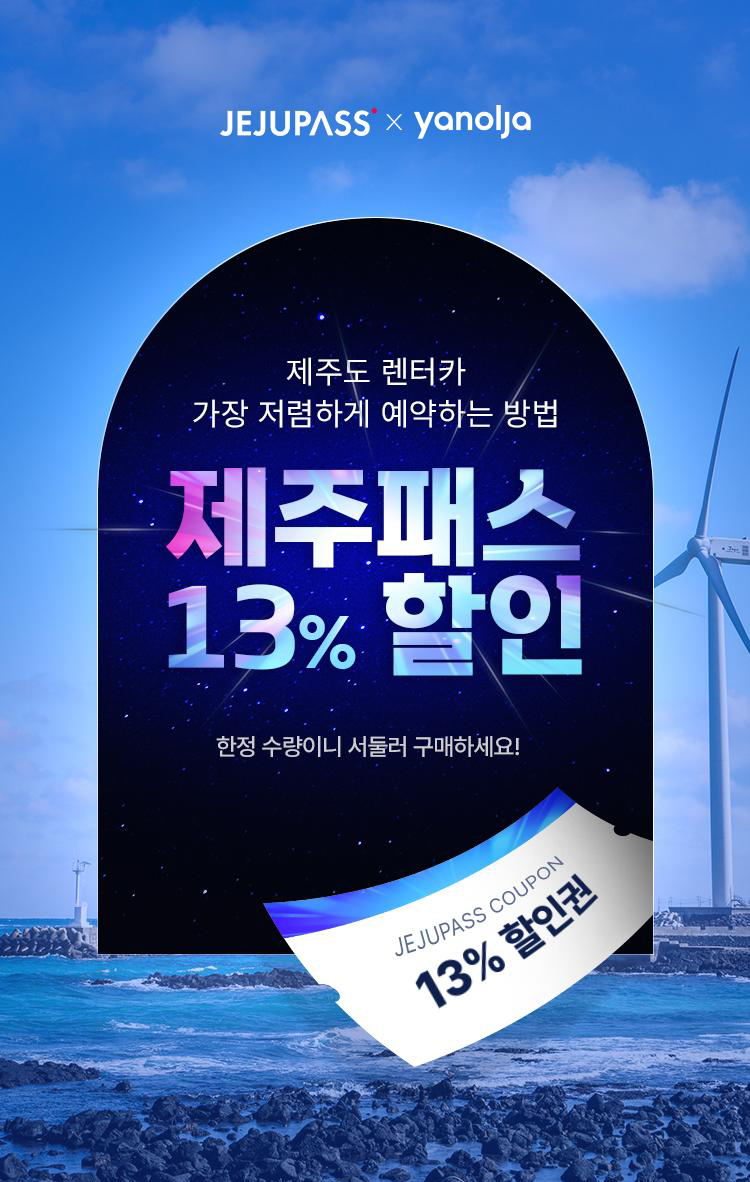 JEJUPASS × yanolja
제주도 렌터카
가장 저렴하게 예약하는 방법
제주패스
13% 할인
한정 수량이니 서둘러 구매하세요!
JEJUPASS COUPON
13% 할인권